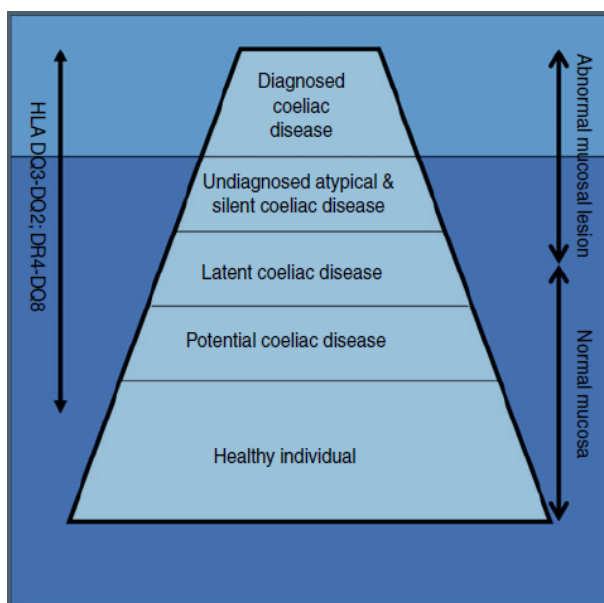 Diagnosed
coeliac
disease
Undiagnosed atypical &
silent coeliac disease
Latent coeliac disease
Potential coeliac disease
Healthy individual
HLA DQ3-DQ2; DR4-DQ8
Abnormal mucosal lesion
Normal mucosa